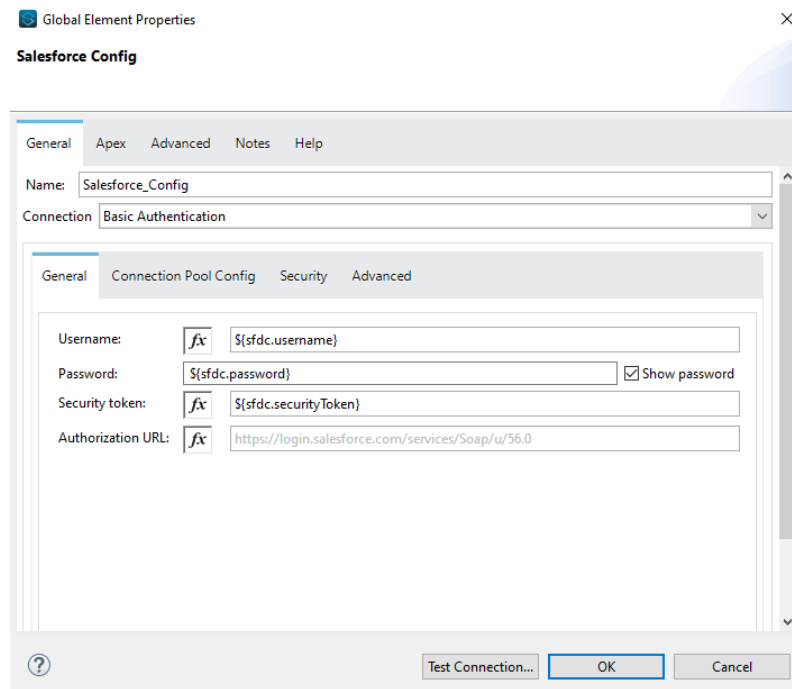 Global Element Properties
Salesforce Config
General Apex Advanced Notes Help
Name: Salesforce_Config
Connection Basic Authentication
General Connection Pool Config Security Advanced
Username: fx ${sfdc.username}
Password: ${sfdc.password} Show password
Security token: fx ${sfdc.securityToken}
Authorization URL: fx https://login.salesforce.com/services/Soap/u/56.0
? Test Connection... OK Cancel